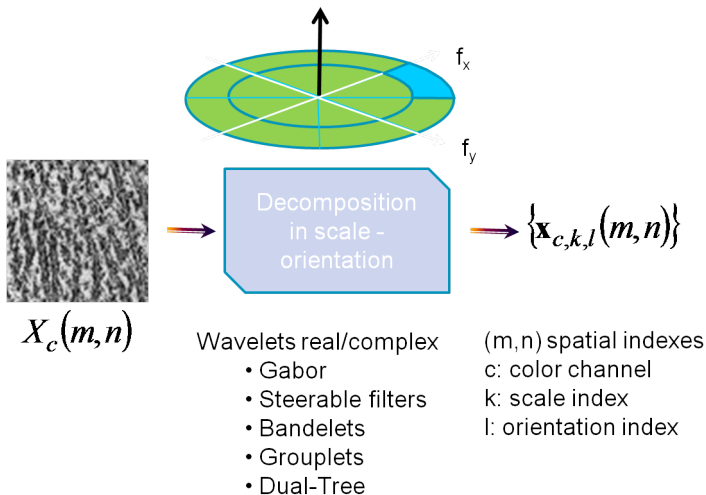 f_x
f_y
Decomposition
in scale -
orientation
{x_{c,k,l}(m,n)}
X_c(m,n)
Wavelets real/complex
• Gabor
• Steerable filters
• Bandelets
• Grouplets
• Dual-Tree
(m,n) spatial indexes
c: color channel
k: scale index
l: orientation index